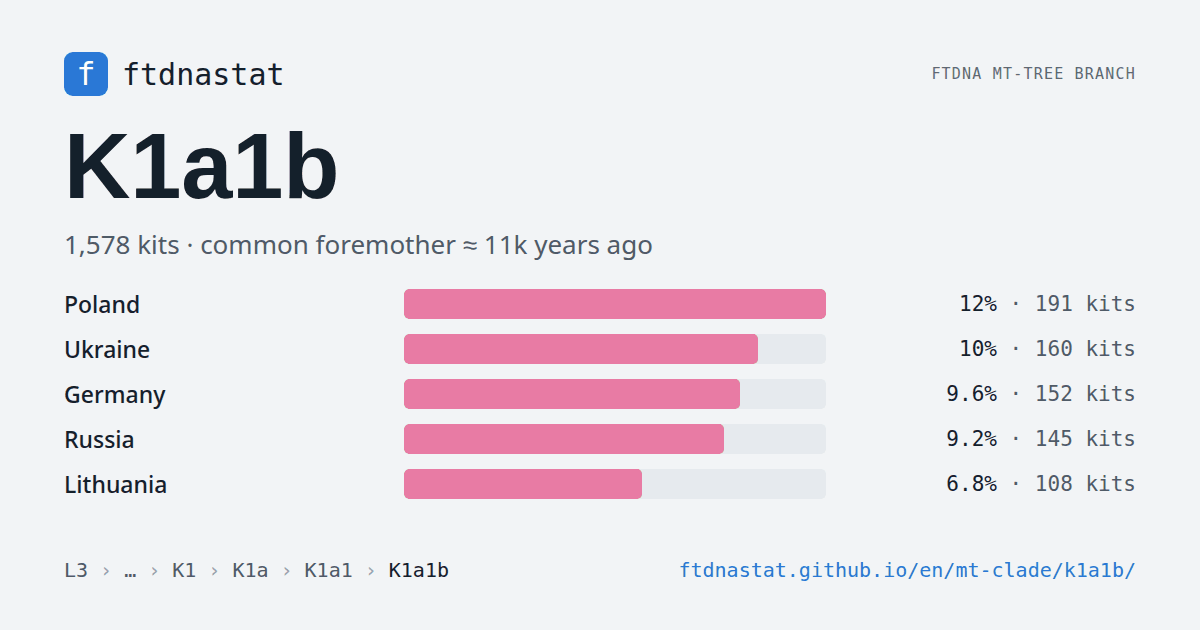 f ftdnastat
FTDNA MT-TREE BRANCH
K1a1b
1,578 kits · common foremother ≈ 11k years ago
Poland 12% · 191 kits
Ukraine 10% · 160 kits
Germany 9.6% · 152 kits
Russia 9.2% · 145 kits
Lithuania 6.8% · 108 kits
L3 › … › K1 › K1a › K1a1 › K1a1b
ftdnastat.github.io/en/mt-clade/k1a1b/